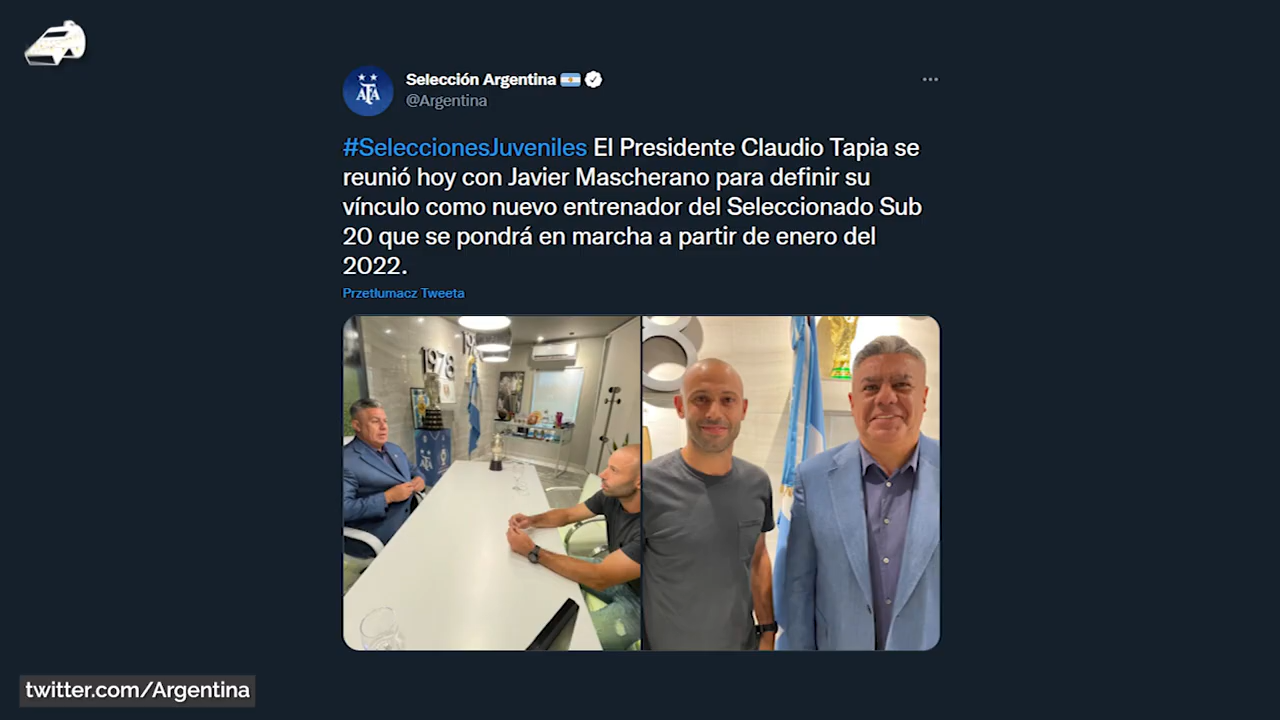 Selección Argentina
@Argentina
#SeleccionesJuveniles El Presidente Claudio Tapia se
reunió hoy con Javier Mascherano para definir su
vínculo como nuevo entrenador del Seleccionado Sub
20 que se pondrá en marcha a partir de enero del
2022.
Przetłumacz Tweeta
1978
AFA
8
twitter.com/Argentina